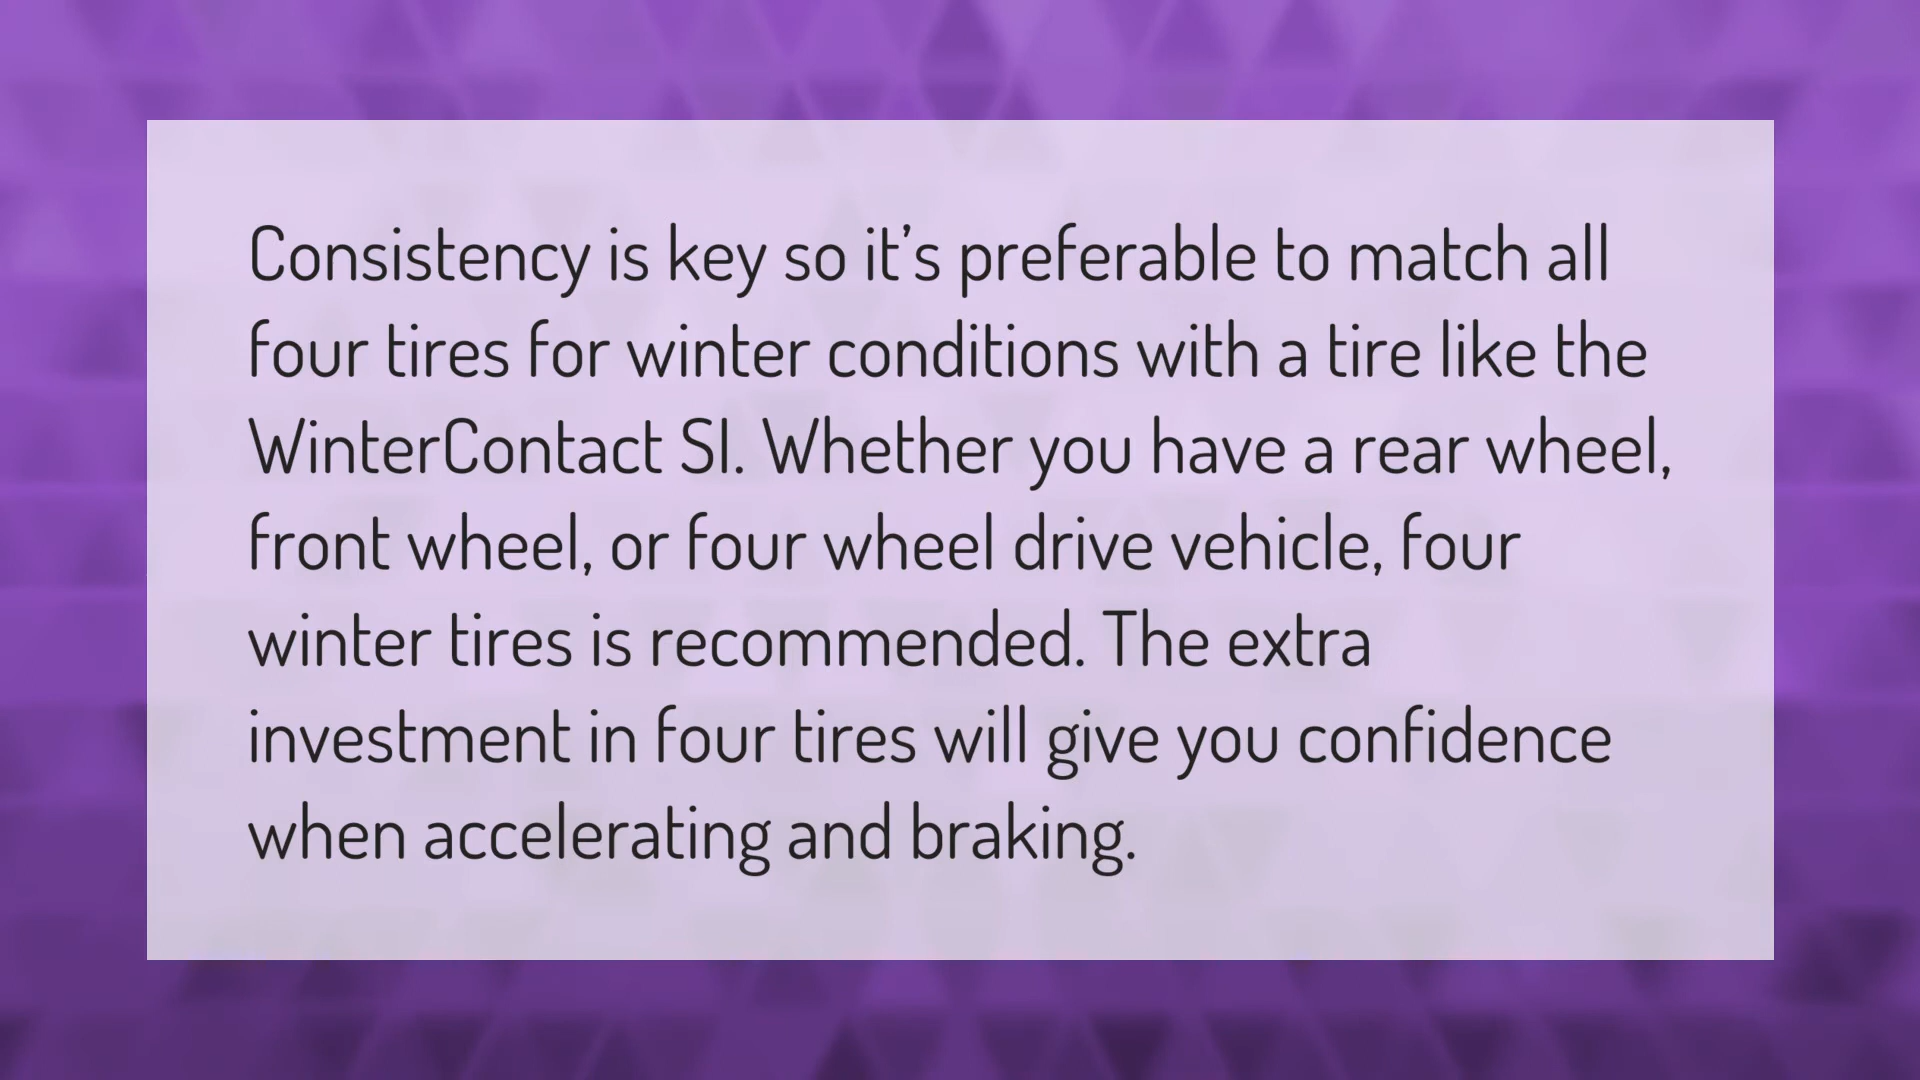 Consistency is key so it’s preferable to match all
four tires for winter conditions with a tire like the
WinterContact SI. Whether you have a rear wheel,
front wheel, or four wheel drive vehicle, four
winter tires is recommended. The extra
investment in four tires will give you confidence
when accelerating and braking.